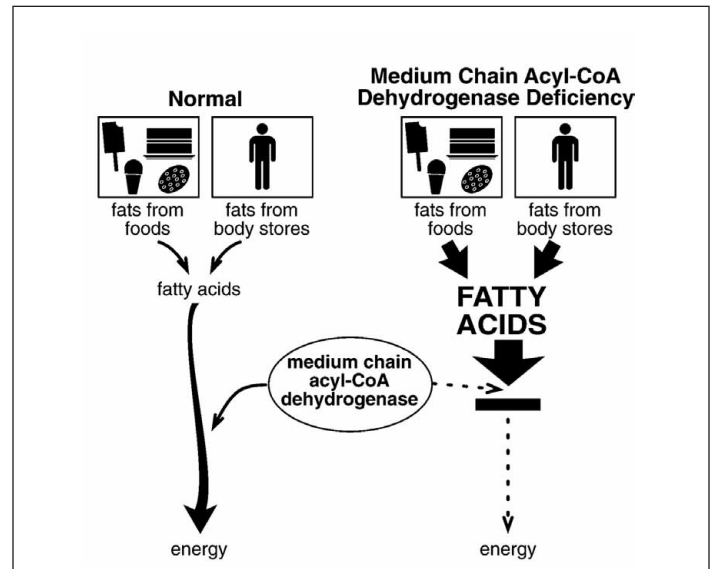 Normal
fats from
foods
fats from
body stores
fatty acids
energy
medium chain
acyl-CoA
dehydrogenase
Medium Chain Acyl-CoA
Dehydrogenase Deficiency
fats from
foods
fats from
body stores
FATTY
ACIDS
energy